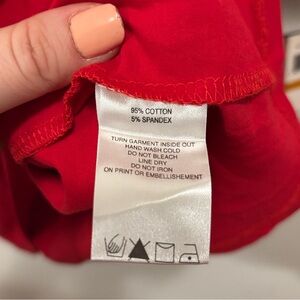 95% COTTON
5% SPANDEX
TURN GARMENT INSIDE OUT
HAND WASH COLD
DO NOT BLEACH
LINE DRY
DO NOT IRON
ON PRINT OR EMBELLISHMENT